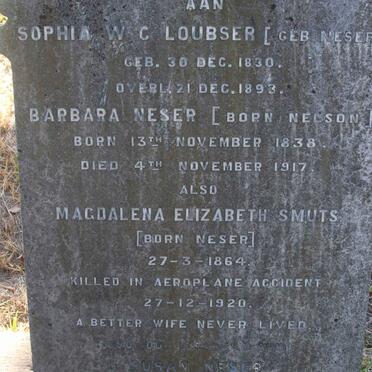 AAN
SOPHIA W C LOUBSER [GEB. NESER
GEB. 30 DEC. 1830.
OVERL. 21 DEC. 1893.
BARBARA NESER [BORN NELSON]
BORN 13TH NOVEMBER 1838.
DIED 4TH NOVEMBER 1917.
ALSO
MAGDALENA ELIZABETH SMUTS
[BORN NESER]
27-3-1864.
KILLED IN AEROPLANE ACCIDENT
27-12-1920.
A BETTER WIFE NEVER LIVED.
NESER